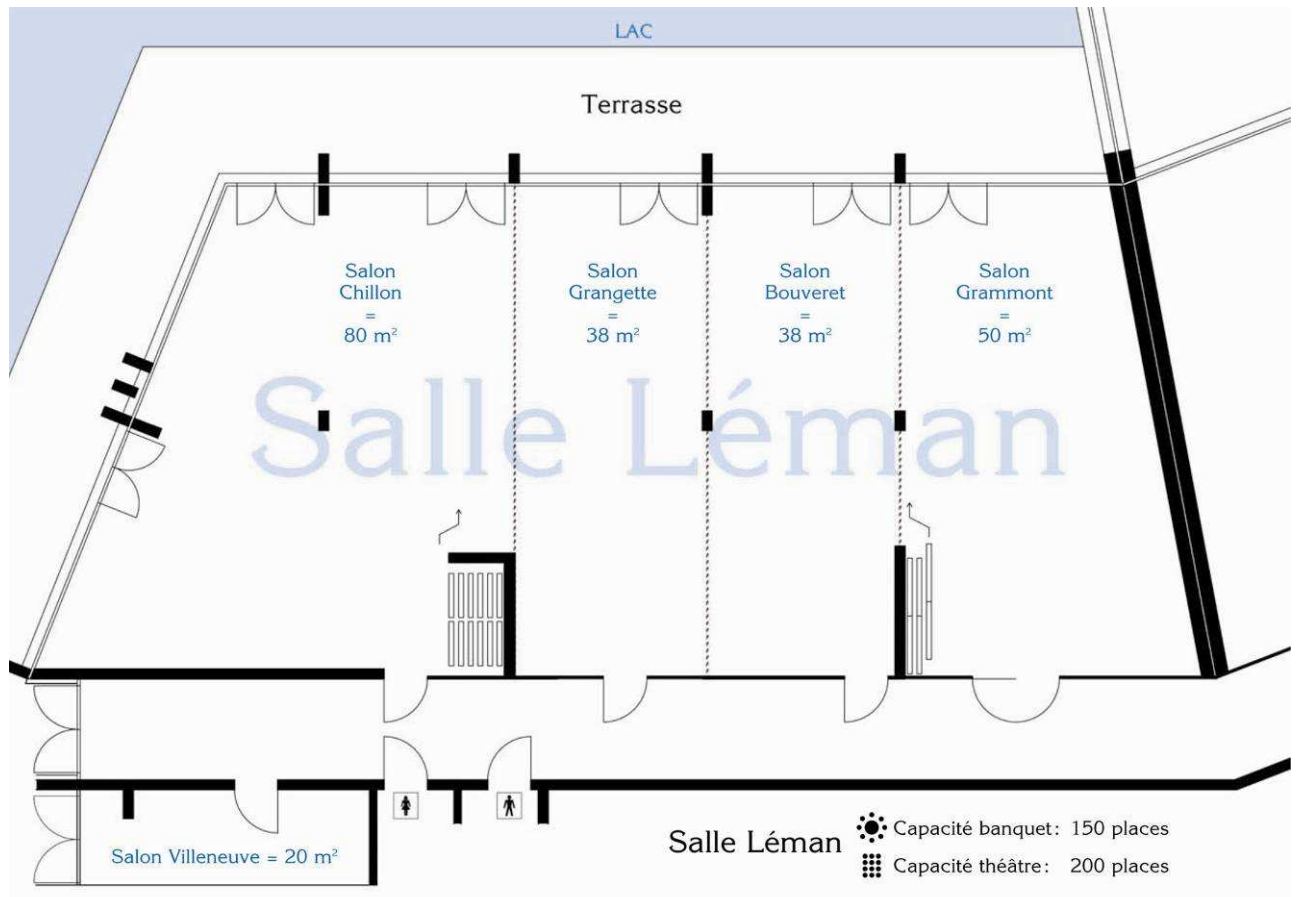 LAC
Terrasse
Salon
Chillon
=
80 m²
Salon
Grangette
=
38 m²
Salon
Bouveret
=
38 m²
Salon
Grammont
=
50 m²
Salle Léman
Salon Villeneuve = 20 m²
Salle Léman
Capacité banquet: 150 places
Capacité théâtre: 200 places